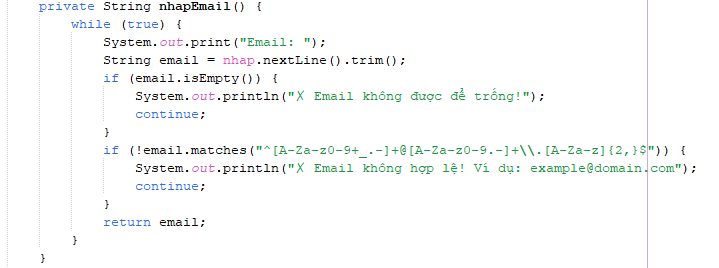 private String nhapEmail() {
while (true) {
System.out.print("Email: ");
String email = nhap.nextLine().trim();
if (email.isEmpty()) {
System.out.println("✗ Email không được để trống!");
continue;
}
if (!email.matches("^[A-Za-z0-9+_.-]+@[A-Za-z0-9.-]+\\.[A-Za-z]{2,}$")) {
System.out.println("✗ Email không hợp lệ! Ví dụ: example@domain.com");
continue;
}
return email;
}
}